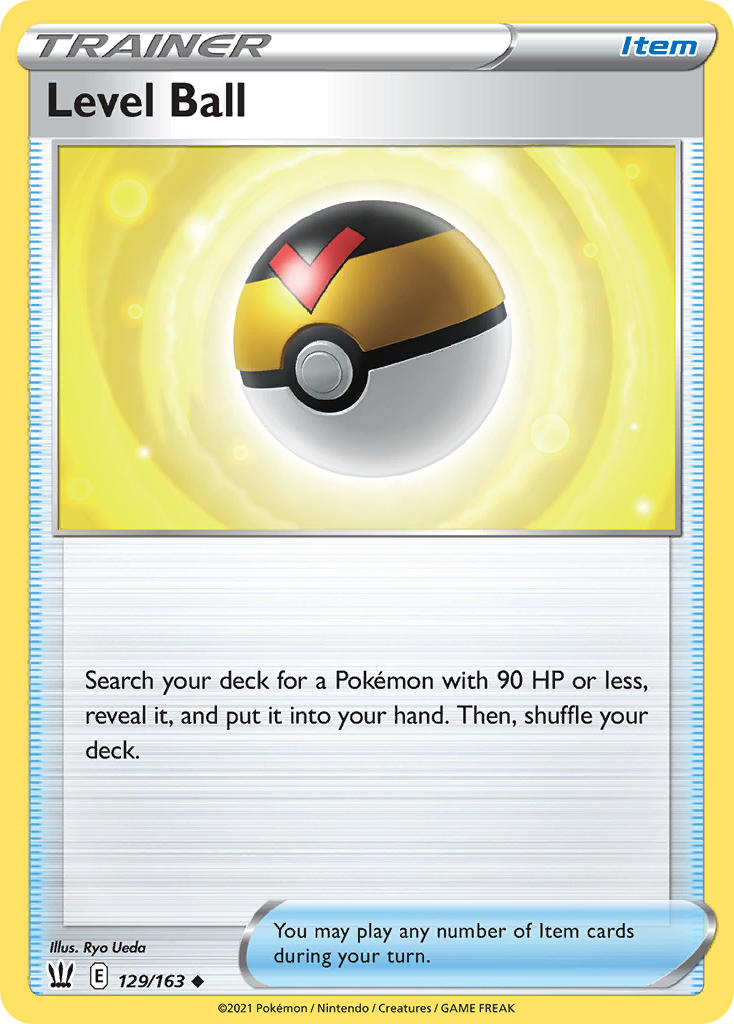 TRAINER
Item
Level Ball
Search your deck for a Pokémon with 90 HP or less,
reveal it, and put it into your hand. Then, shuffle your
deck.
You may play any number of Item cards
during your turn.
Illus. Ryo Ueda
E 129/163
©2021 Pokémon / Nintendo / Creatures / GAME FREAK